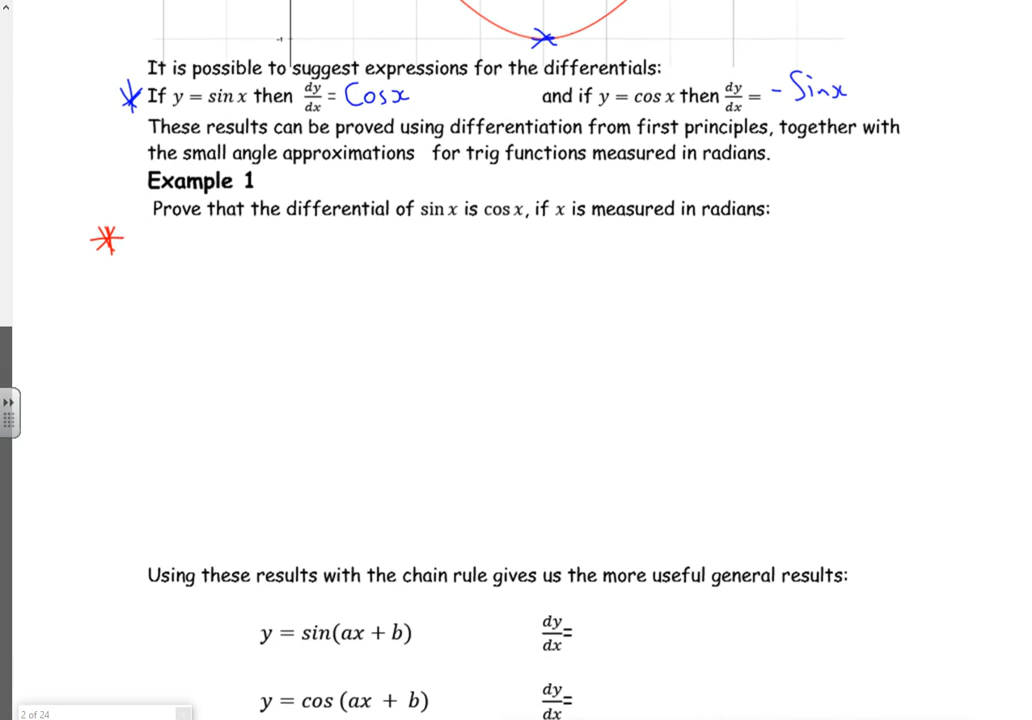 -1
It is possible to suggest expressions for the differentials:
If y = sin x then dy/dx = Cos x and if y = cos x then dy/dx = - Sin x
These results can be proved using differentiation from first principles, together with
the small angle approximations for trig functions measured in radians.
Example 1
Prove that the differential of sin x is cos x, if x is measured in radians:
Using these results with the chain rule gives us the more useful general results:
y = sin(ax + b) dy/dx =
y = cos (ax + b) dy/dx =
2 of 24